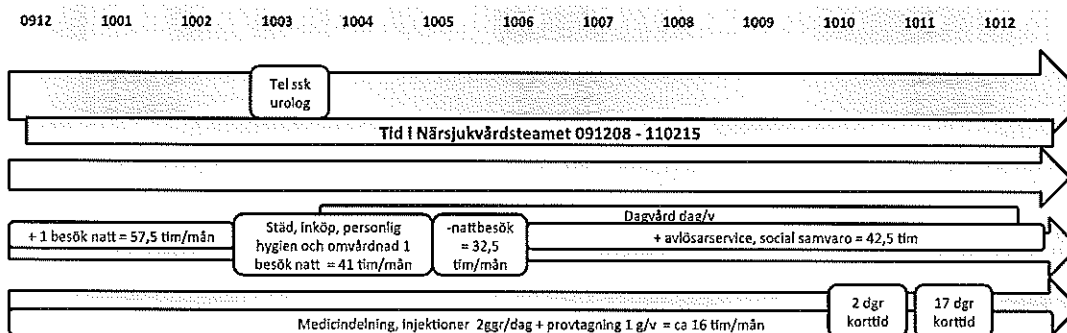 0912 1001 1002 1003 1004 1005 1006 1007 1008 1009 1010 1011 1012
Tel ssk
urolog
Tid i Närsjukvårdsteamet 091208 - 110215
Dagvård dag/v
+ 1 besök natt = 57,5 tim/mån
Städ, inköp, personlig
hygien och omvårdnad 1
besök natt = 41 tim/mån
-nattbesök
= 32,5
tim/mån
+ avlösarservice, social samvaro = 42,5 tim
2 dgr
korttid
17 dgr
korttid
Medicindelning, injektioner 2ggr/dag + provtagning 1 g/v = ca 16 tim/mån